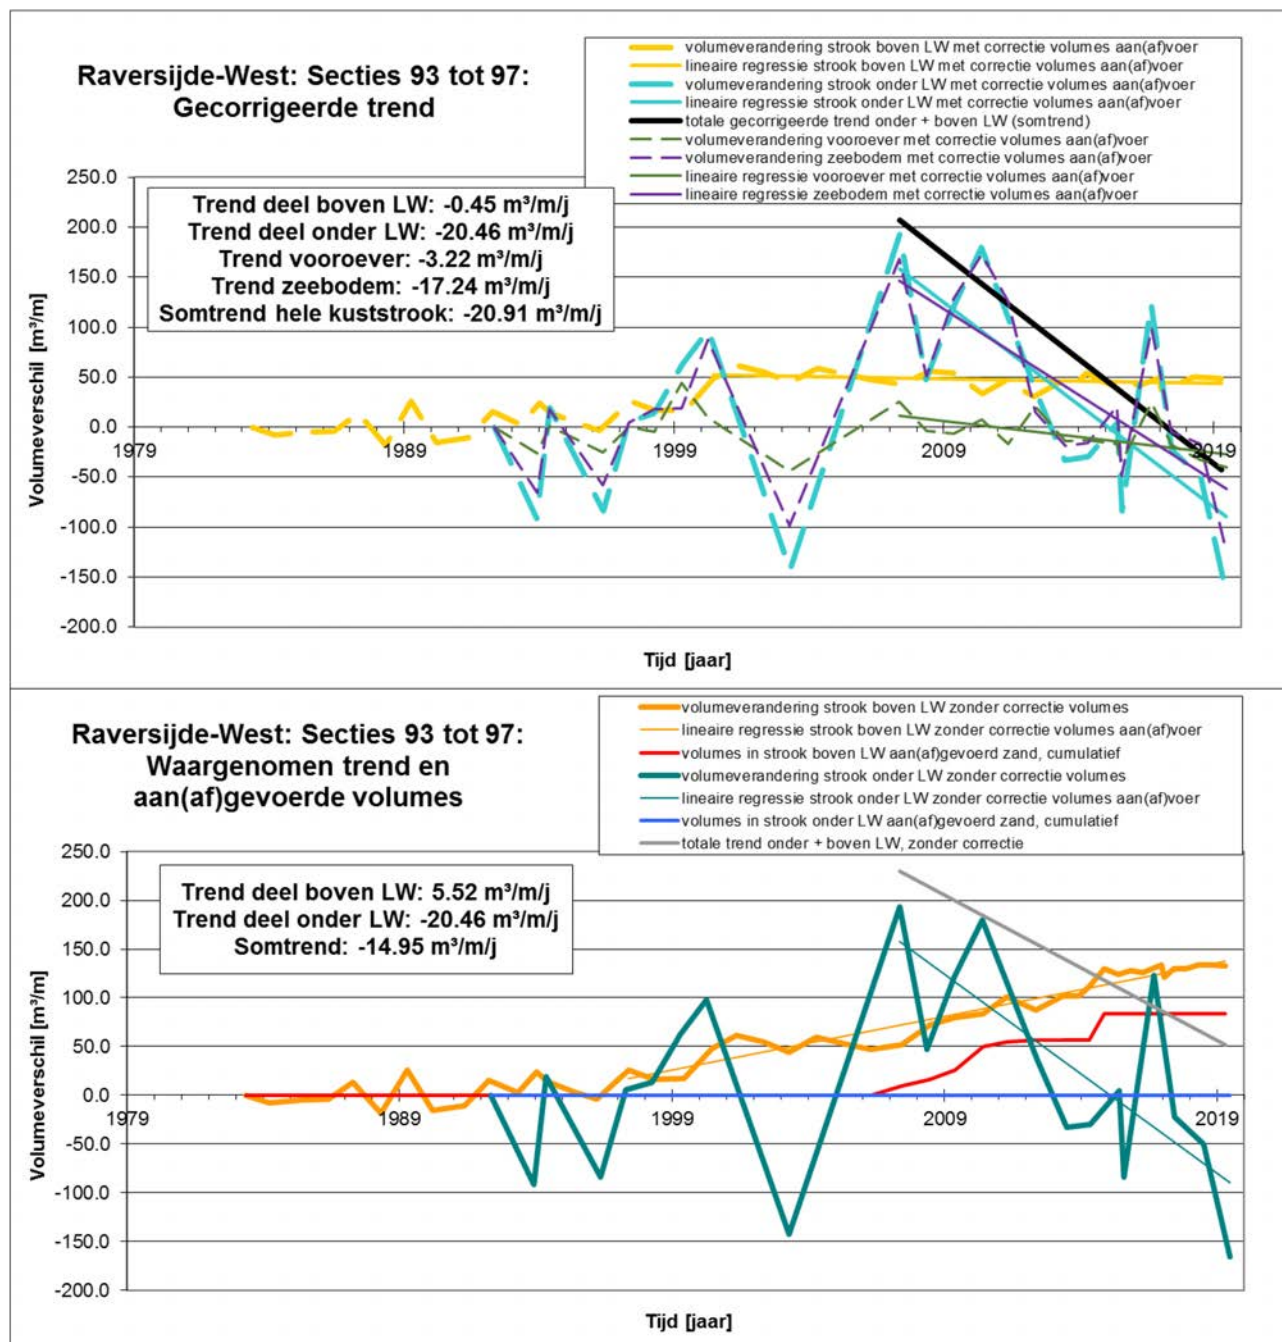 Raversijde-West: Secties 93 tot 97:
Gecorrigeerde trend
volumeverandering strook boven LW met correctie volumes aan(af)voer
lineaire regressie strook boven LW met correctie volumes aan(af)voer
volumeverandering strook onder LW met correctie volumes aan(af)voer
lineaire regressie strook onder LW met correctie volumes aan(af)voer
totale gecorrigeerde trend onder + boven LW (somtrend)
volumeverandering vooroever met correctie volumes aan(af)voer
volumeverandering zeebodem met correctie volumes aan(af)voer
lineaire regressie vooroever met correctie volumes aan(af)voer
lineaire regressie zeebodem met correctie volumes aan(af)voer
Trend deel boven LW: -0.45 m³/m/j
Trend deel onder LW: -20.46 m³/m/j
Trend vooroever: -3.22 m³/m/j
Trend zeebodem: -17.24 m³/m/j
Somtrend hele kuststrook: -20.91 m³/m/j
Volumeverschil [m³/m]
250.0
200.0
150.0
100.0
50.0
0.0
-50.0
-100.0
-150.0
-200.0
1979
1989
1999
2009
2019
Tijd [jaar]
Raversijde-West: Secties 93 tot 97:
Waargenomen trend en
aan(af)gevoerde volumes
volumeverandering strook boven LW zonder correctie volumes
lineaire regressie strook boven LW zonder correctie volumes aan(af)voer
volumes in strook boven LW aan(af)gevoerd zand, cumulatief
volumeverandering strook onder LW zonder correctie volumes
lineaire regressie strook onder LW zonder correctie volumes aan(af)voer
volumes in strook onder LW aan(af)gevoerd zand, cumulatief
totale trend onder + boven LW, zonder correctie
Trend deel boven LW: 5.52 m³/m/j
Trend deel onder LW: -20.46 m³/m/j
Somtrend: -14.95 m³/m/j
Volumeverschil [m³/m]
250.0
200.0
150.0
100.0
50.0
0.0
-50.0
-100.0
-150.0
-200.0
1979
1989
1999
2009
2019
Tijd [jaar]